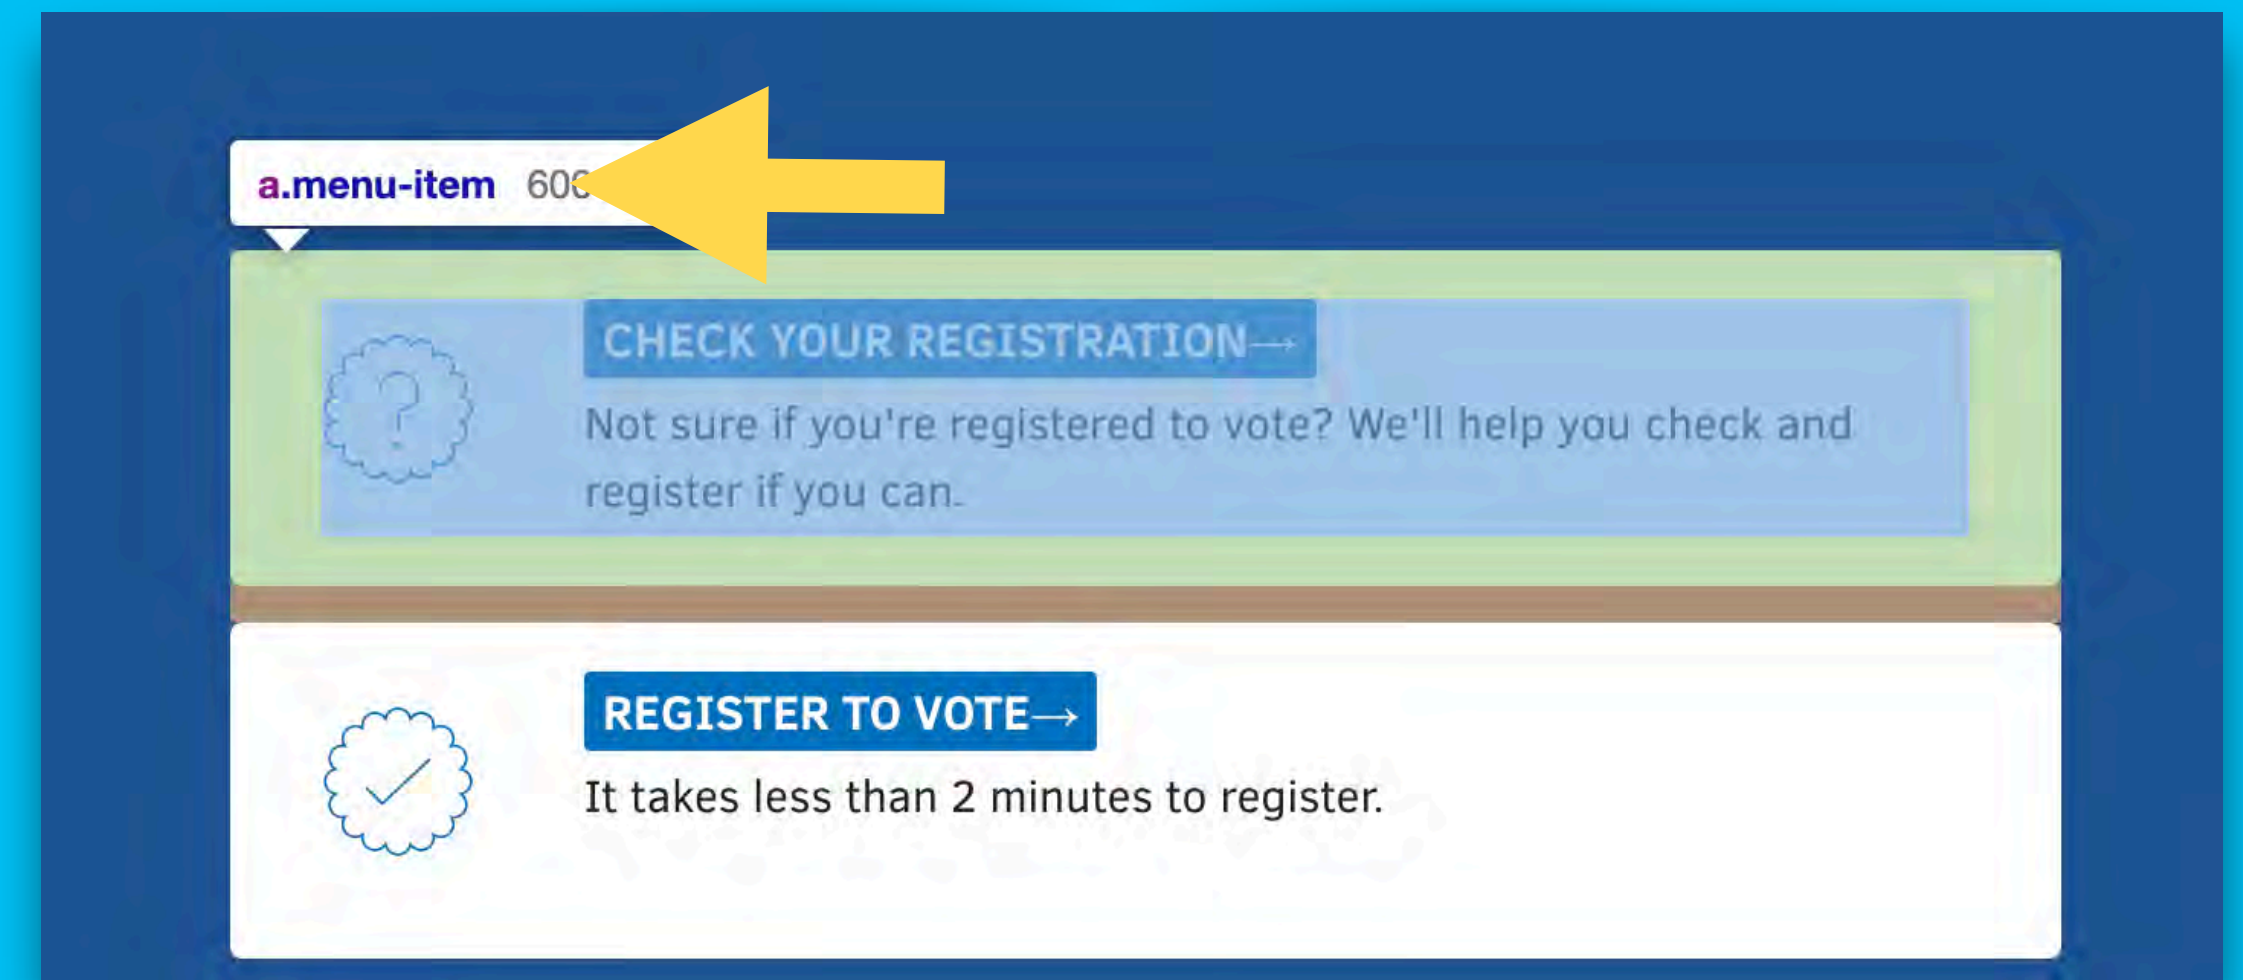 a.menu-item
CHECK YOUR REGISTRATION→
Not sure if you're registered to vote? We'll help you check and
register if you can.
REGISTER TO VOTE→
It takes less than 2 minutes to register.